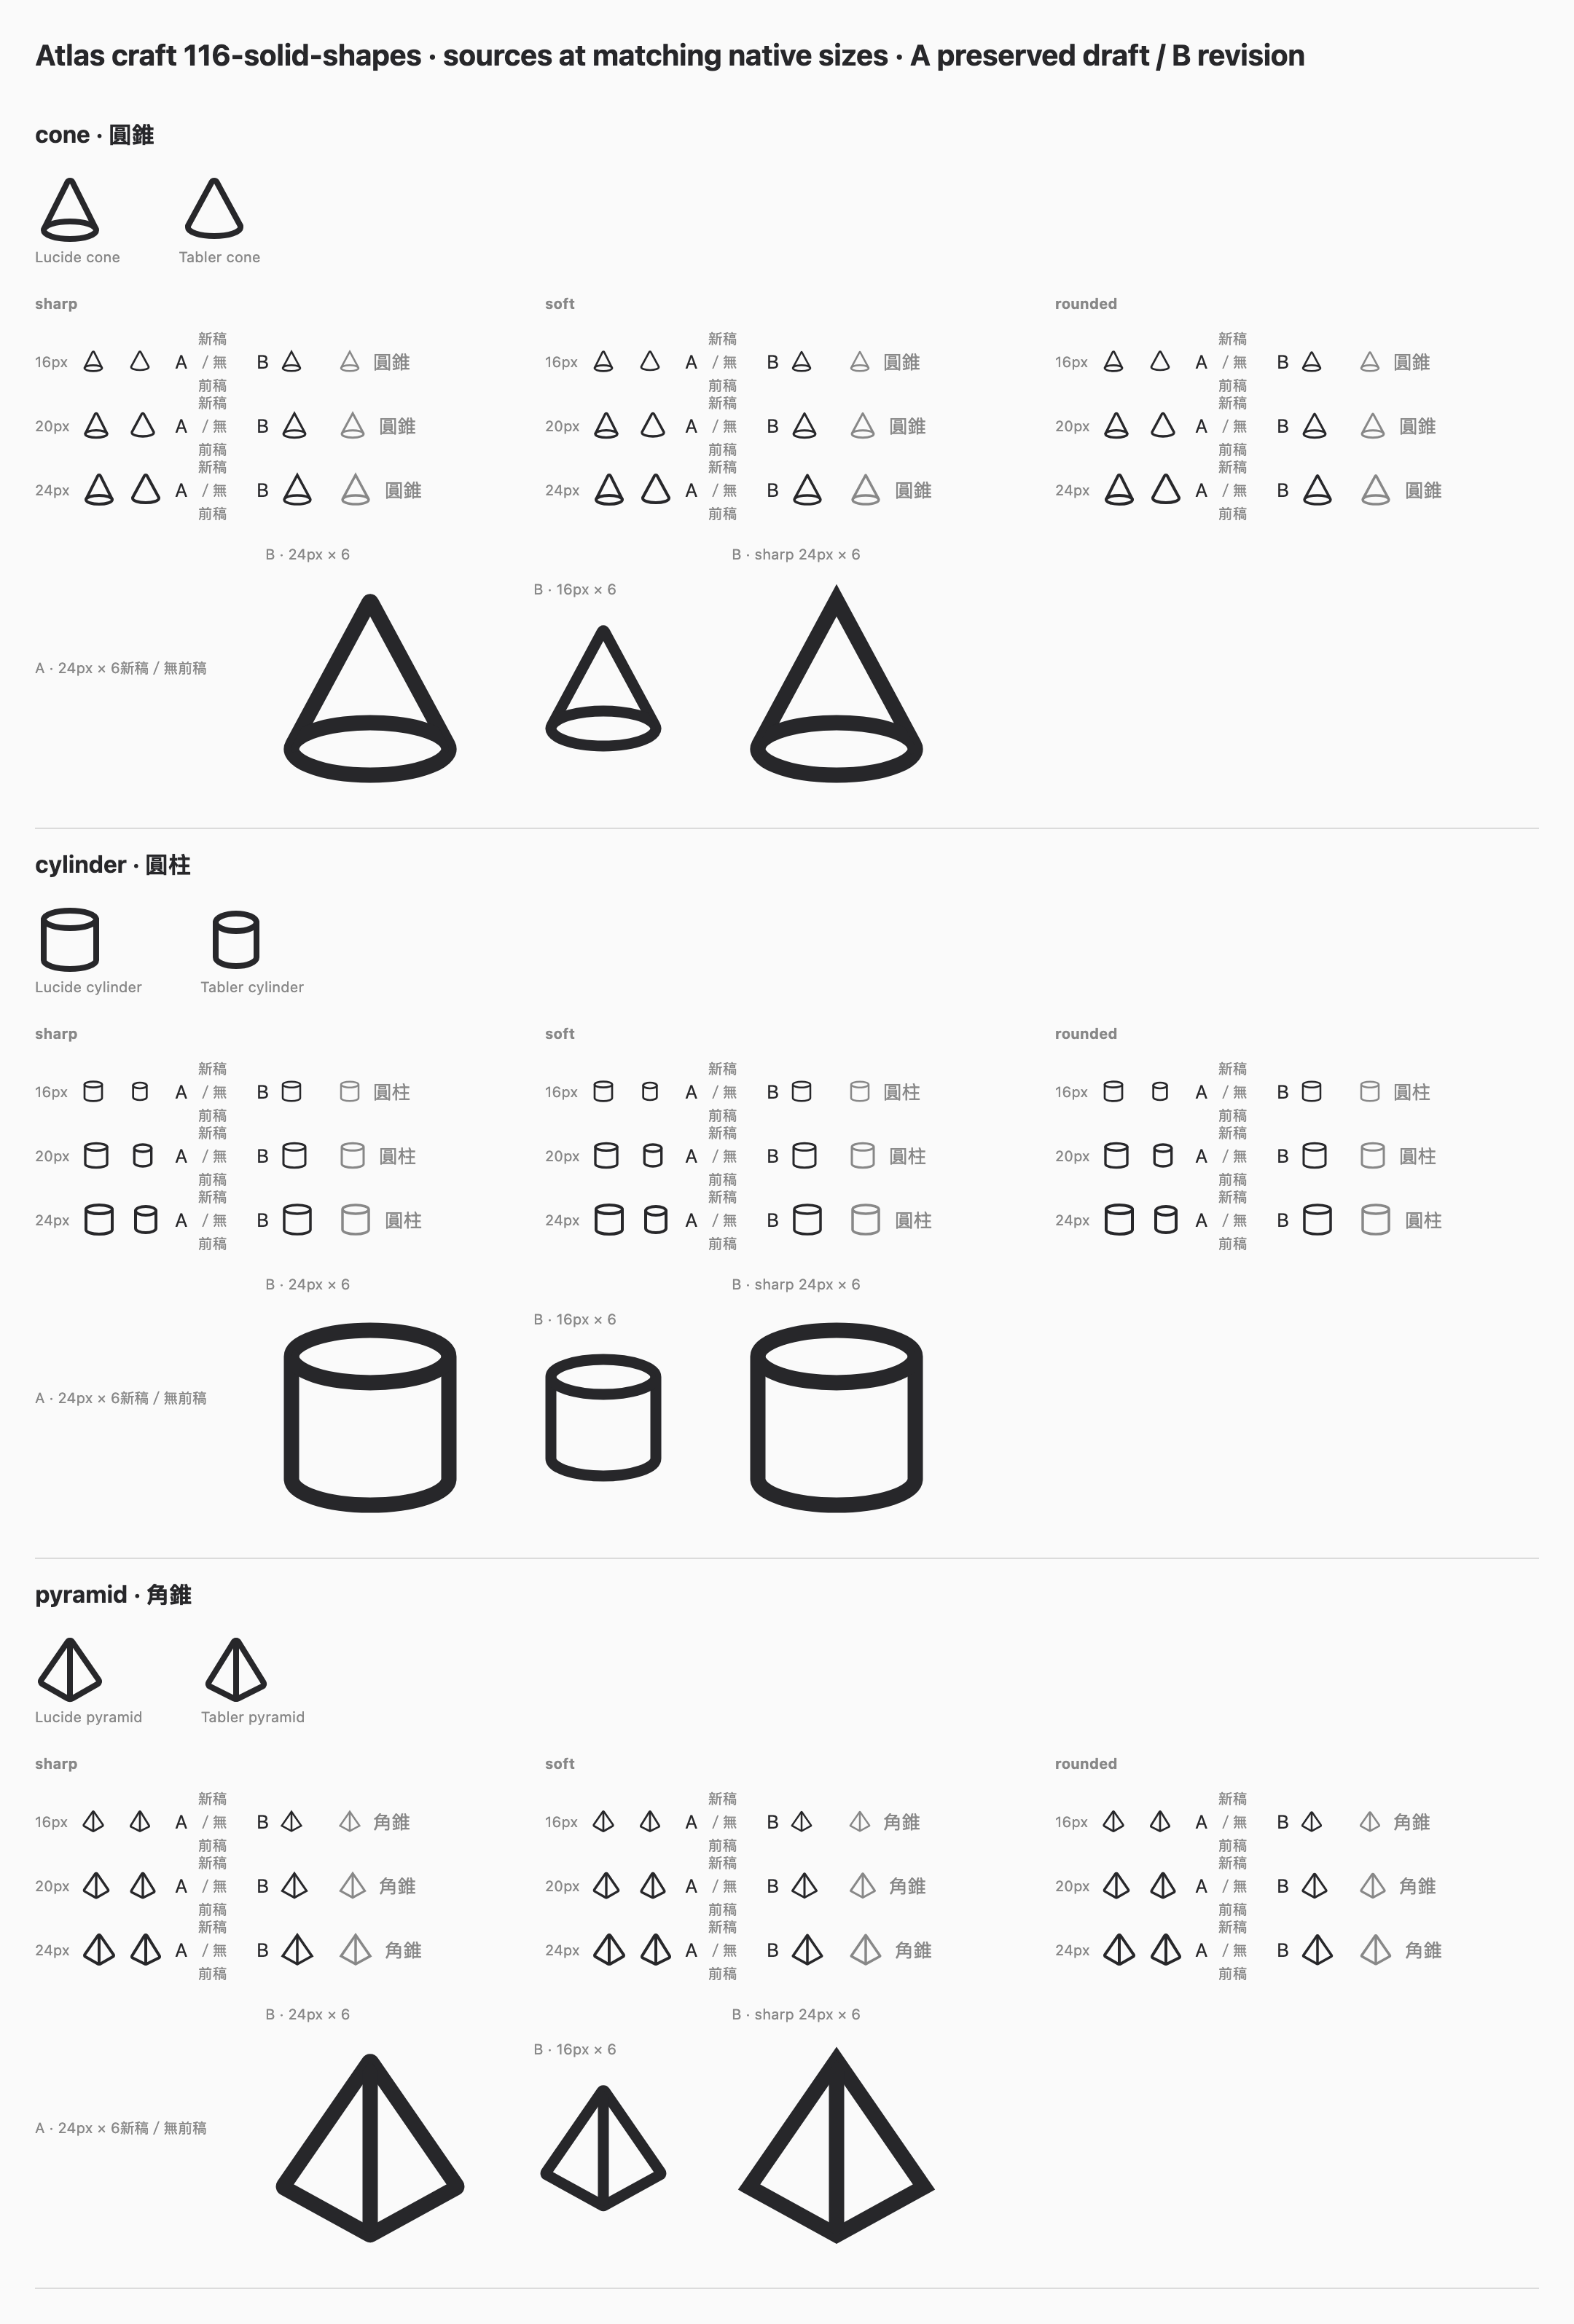 Atlas craft 116-solid-shapes · sources at matching native sizes · A preserved draft / B revision
cone · 圓錐
Lucide cone
Tabler cone
sharp
16px A 新稿 / 無前稿 B 圓錐
20px A 新稿 / 無前稿 B 圓錐
24px A 新稿 / 無前稿 B 圓錐
soft
16px A 新稿 / 無前稿 B 圓錐
20px A 新稿 / 無前稿 B 圓錐
24px A 新稿 / 無前稿 B 圓錐
rounded
16px A 新稿 / 無前稿 B 圓錐
20px A 新稿 / 無前稿 B 圓錐
24px A 新稿 / 無前稿 B 圓錐
A · 24px × 6新稿 / 無前稿
B · 24px × 6
B · 16px × 6
B · sharp 24px × 6
cylinder · 圓柱
Lucide cylinder
Tabler cylinder
sharp
16px A 新稿 / 無前稿 B 圓柱
20px A 新稿 / 無前稿 B 圓柱
24px A 新稿 / 無前稿 B 圓柱
soft
16px A 新稿 / 無前稿 B 圓柱
20px A 新稿 / 無前稿 B 圓柱
24px A 新稿 / 無前稿 B 圓柱
rounded
16px A 新稿 / 無前稿 B 圓柱
20px A 新稿 / 無前稿 B 圓柱
24px A 新稿 / 無前稿 B 圓柱
A · 24px × 6新稿 / 無前稿
B · 24px × 6
B · 16px × 6
B · sharp 24px × 6
pyramid · 角錐
Lucide pyramid
Tabler pyramid
sharp
16px A 新稿 / 無前稿 B 角錐
20px A 新稿 / 無前稿 B 角錐
24px A 新稿 / 無前稿 B 角錐
soft
16px A 新稿 / 無前稿 B 角錐
20px A 新稿 / 無前稿 B 角錐
24px A 新稿 / 無前稿 B 角錐
rounded
16px A 新稿 / 無前稿 B 角錐
20px A 新稿 / 無前稿 B 角錐
24px A 新稿 / 無前稿 B 角錐
A · 24px × 6新稿 / 無前稿
B · 24px × 6
B · 16px × 6
B · sharp 24px × 6